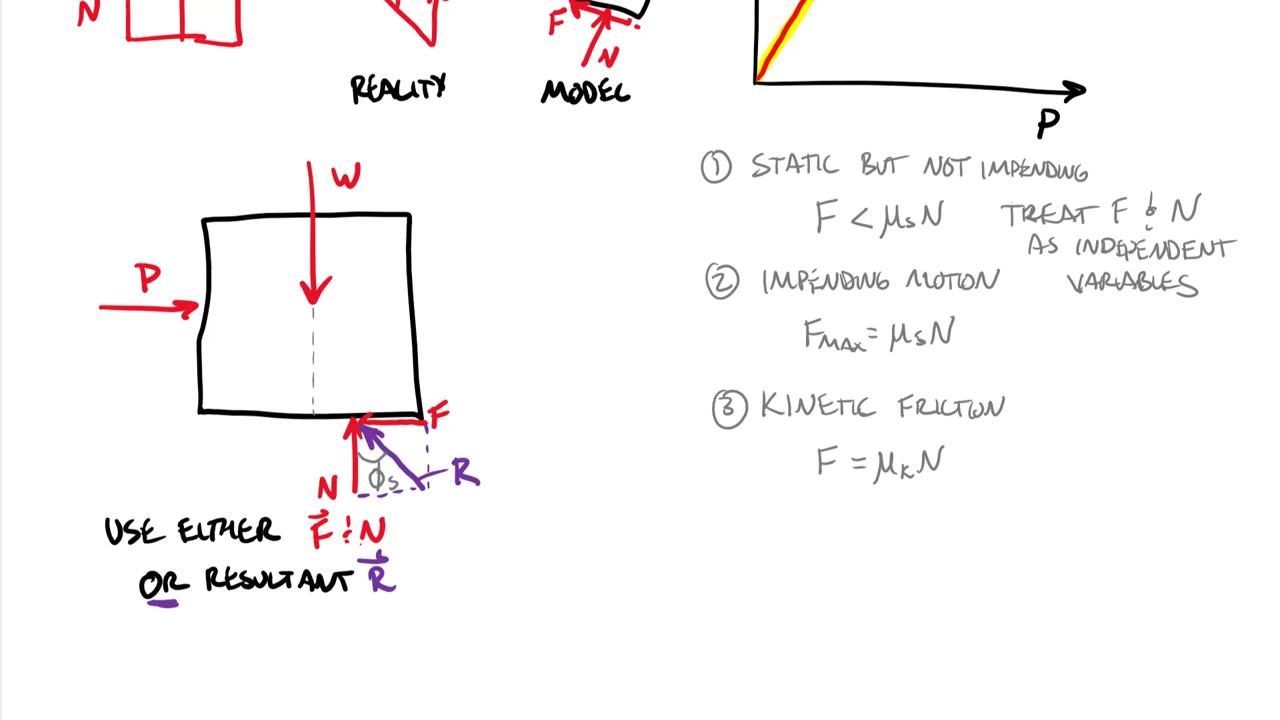 N
F
N
REALITY
MODEL
P
W
P
F
N
ϕs
R
USE EITHER F & N
OR RESULTANT R
① STATIC BUT NOT IMPENDING
F < μsN TREAT F & N
AS INDEPENDENT
VARIABLES
② IMPENDING MOTION
FMAX = μsN
③ KINETIC FRICTION
F = μkN